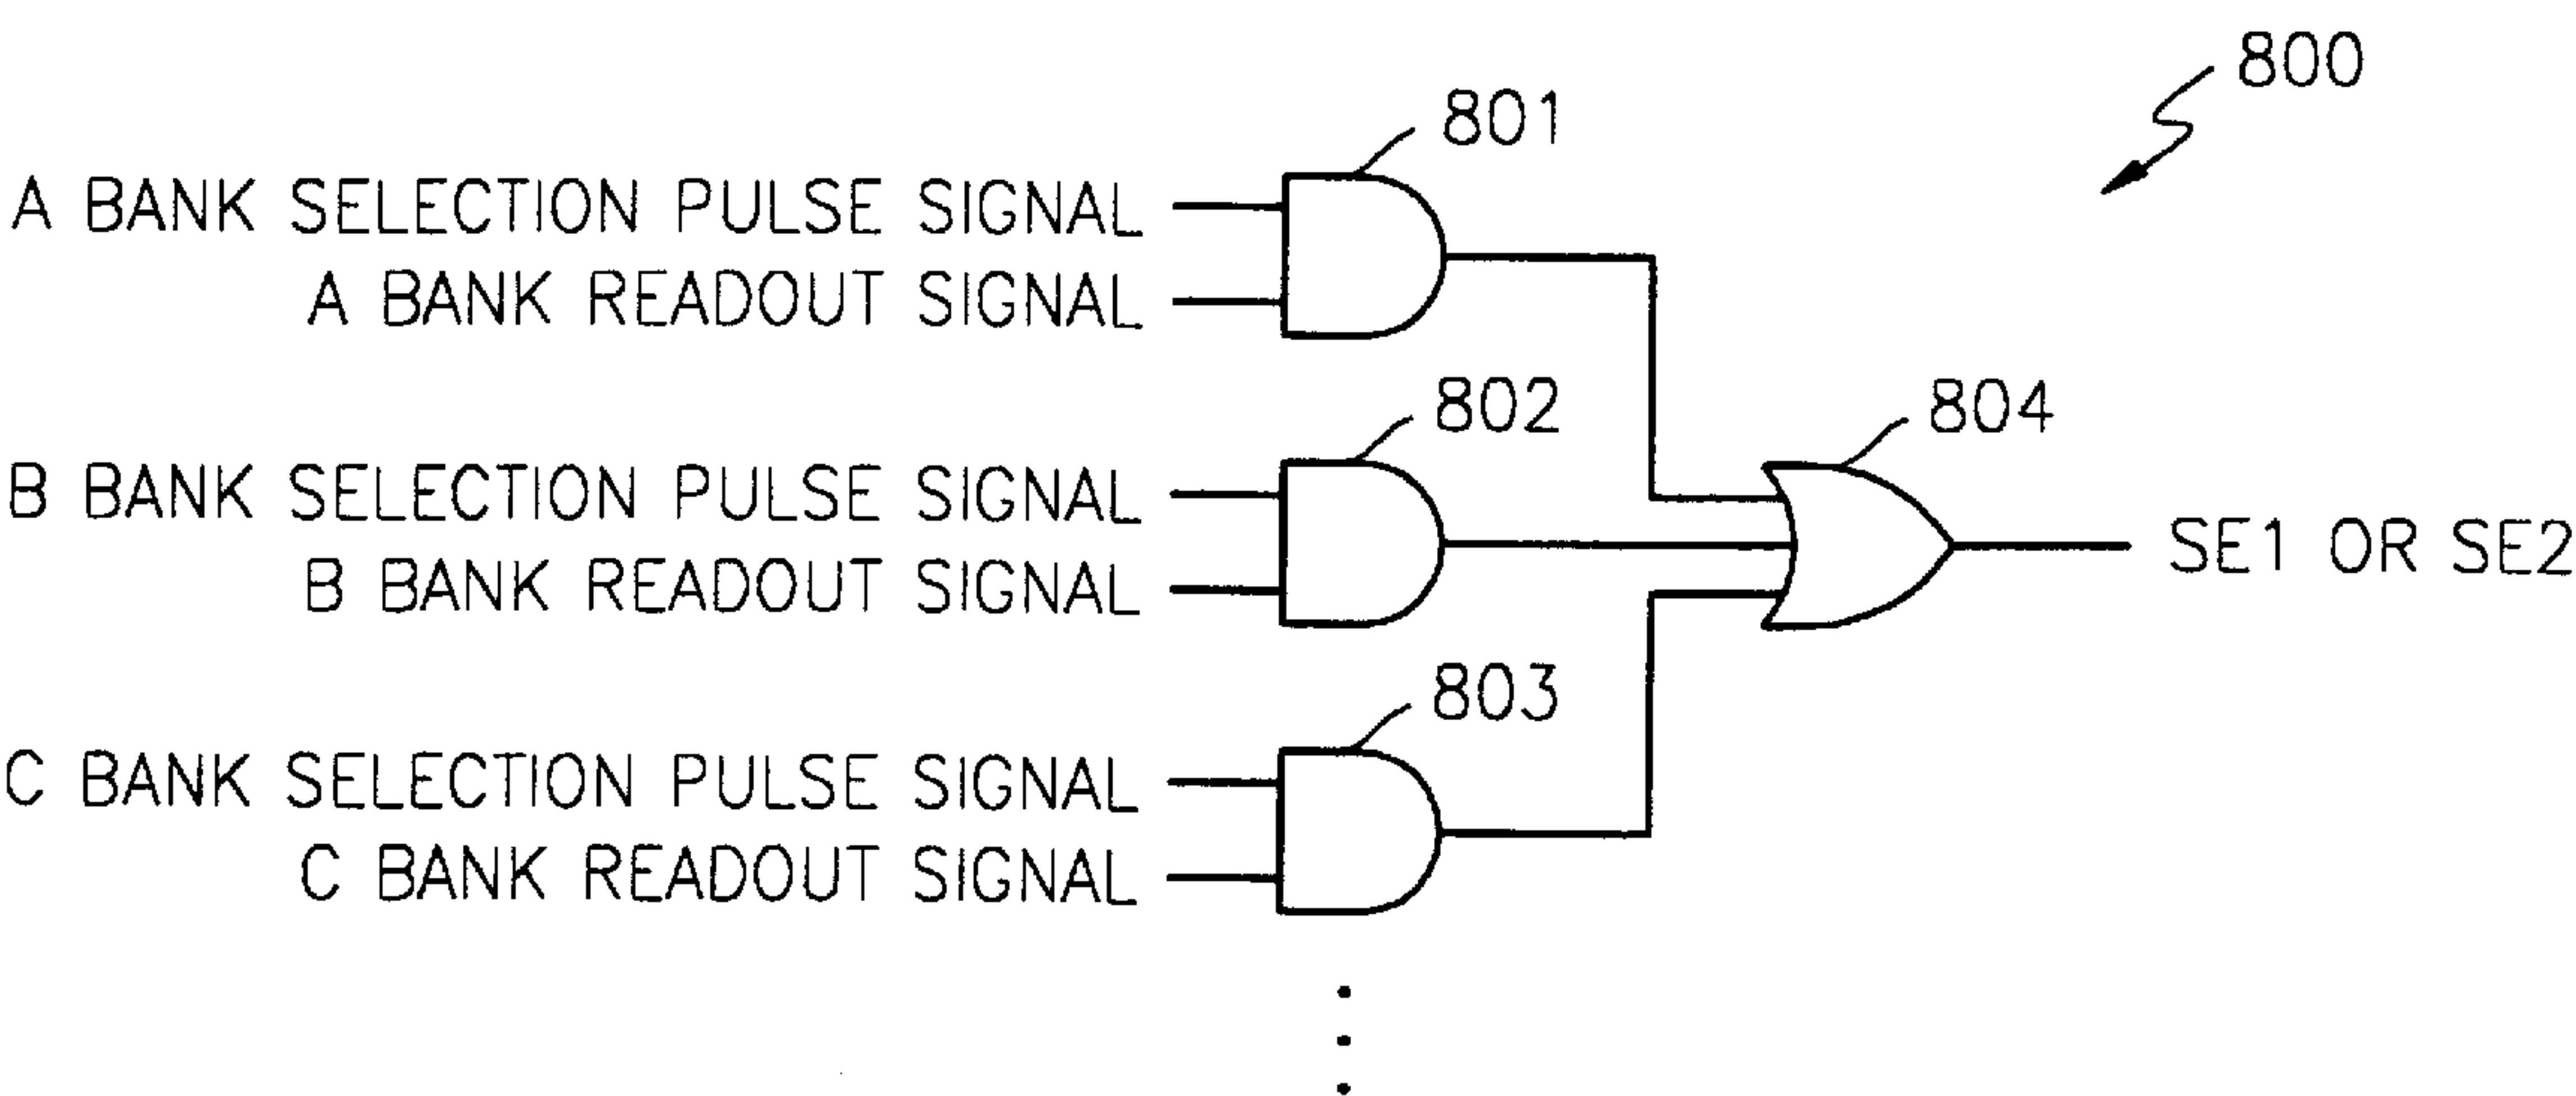 800
801
A BANK SELECTION PULSE SIGNAL
A BANK READOUT SIGNAL
802
804
B BANK SELECTION PULSE SIGNAL
SE1 OR SE2
B BANK READOUT SIGNAL
803
C BANK SELECTION PULSE SIGNAL
C BANK READOUT SIGNAL